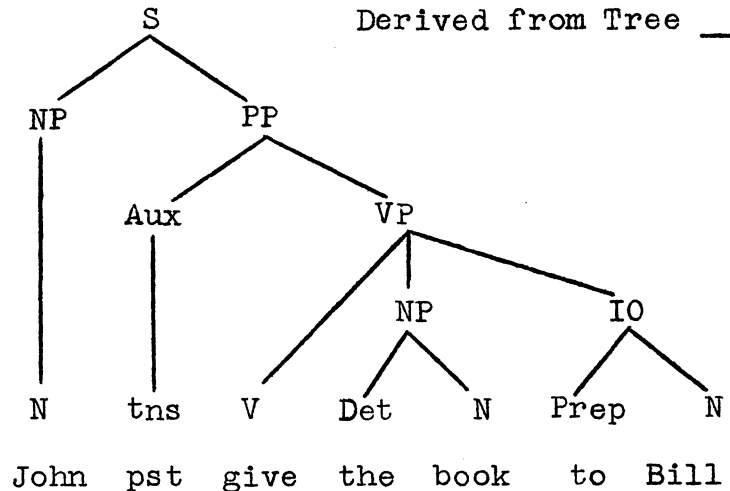 S Derived from Tree __
NP PP
Aux VP
NP IO
N tns V Det N Prep N
John pst give the book to Bill